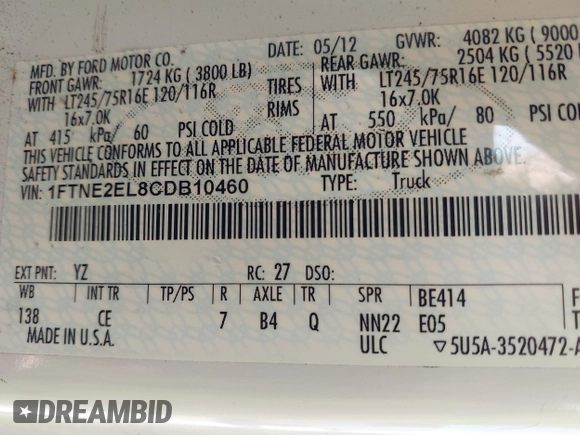 MFD. BY FORD MOTOR CO.
DATE: 05/12 GVWR: 4082 KG (9000
FRONT GAWR: 1724 KG (3800 LB)
REAR GAWR: 2504 KG (5520
WITH LT245/75R16E 120/116R TIRES WITH LT245/75R16E 120/116R
16x7.0K RIMS 16x7.0K
AT 415 kPa/ 60 PSI COLD AT 550 kPa/ 80 PSI COL
THIS VEHICLE CONFORMS TO ALL APPLICABLE FEDERAL MOTOR VEHICLE
SAFETY STANDARDS IN EFFECT ON THE DATE OF MANUFACTURE SHOWN ABOVE.
VIN: 1FTNE2EL8CDB10460 TYPE: Truck
EXT PNT: YZ RC: 27 DSO:
WB INT TR TP/PS R AXLE TR SPR BE414
138 CE 7 B4 Q NN22 E05
MADE IN U.S.A. ULC ▽5U5A-3520472-A
DREAMBID